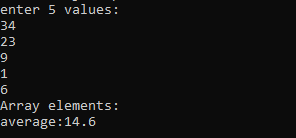 enter 5 values:
34
23
9
1
6
Array elements:
average:14.6